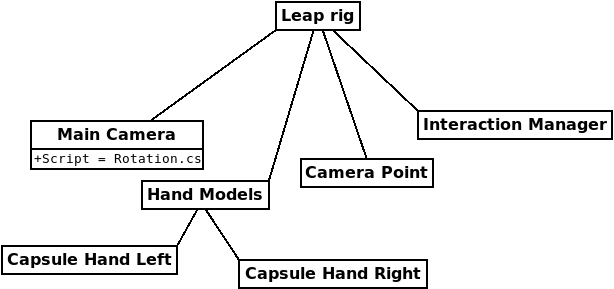 Leap rig
Interaction Manager
Main Camera
+Script = Rotation.cs
Camera Point
Hand Models
Capsule Hand Left
Capsule Hand Right